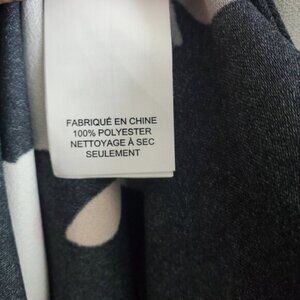 FABRIQUÉ EN CHINE
100% POLYESTER
NETTOYAGE À SEC
SEULEMENT